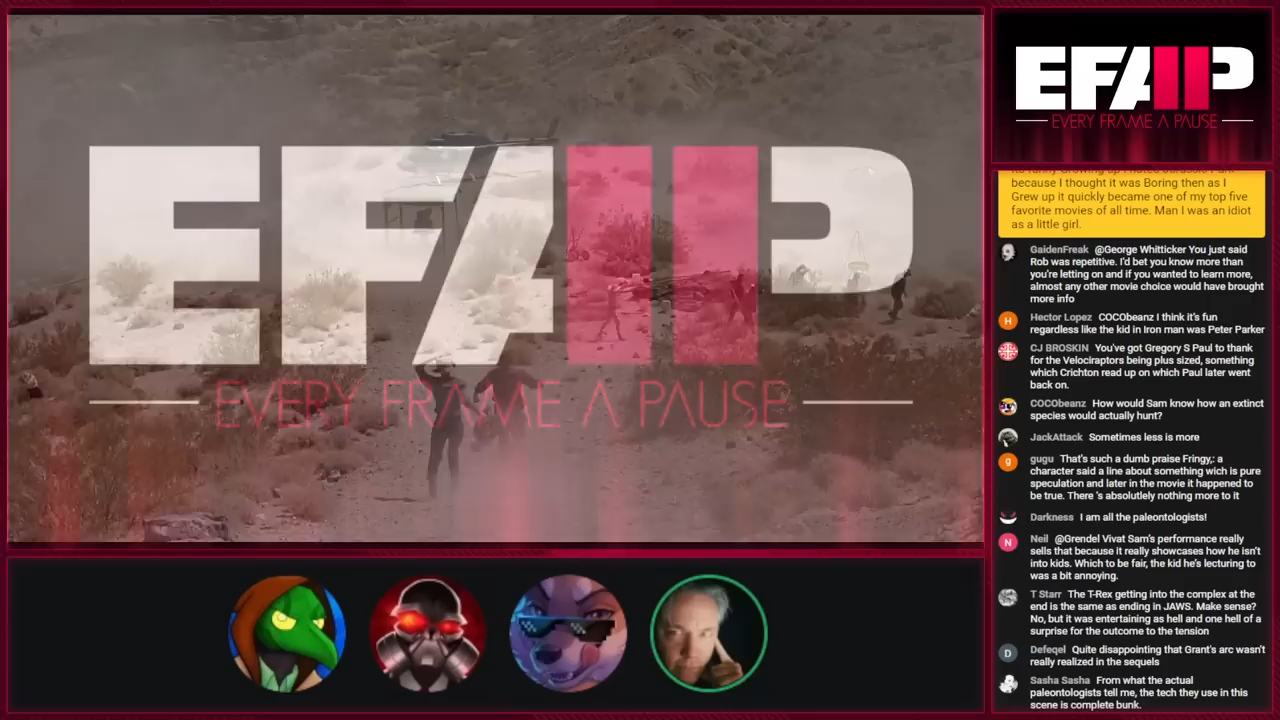 EFAP
EVERY FRAME A PAUSE
EFAP
EVERY FRAME A PAUSE
because I thought it was Boring then as I
Grew up it quickly became one of my top five
favorite movies of all time. Man I was an idiot
as a little girl.
GaidenFreak @George Whitticker You just said
Rob was repetitive. I'd bet you know more than
you're letting on and if you wanted to learn more,
almost any other movie choice would have brought
more info
H Hector Lopez COCObeanz I think it's fun
regardless like the kid in Iron man was Peter Parker
CJ BROSKIN You've got Gregory S Paul to thank
for the Velociraptors being plus sized, something
which Crichton read up on which Paul later went
back on.
COCObeanz How would Sam know how an extinct
species would actually hunt?
JackAttack Sometimes less is more
g gugu That's such a dumb praise Fringy,: a
character said a line about something wich is pure
speculation and later in the movie it happened to
be true. There 's absolutlely nothing more to it
Darkness I am all the paleontologists!
N Neil @Grendel Vivat Sam's performance really
sells that because it really showcases how he isn't
into kids. Which to be fair, the kid he's lecturing to
was a bit annoying.
T Starr The T-Rex getting into the complex at the
end is the same as ending in JAWS. Make sense?
No, but it was entertaining as hell and one hell of a
surprise for the outcome to the tension
D Defeqel Quite disappointing that Grant's arc wasn't
really realized in the sequels
Sasha Sasha From what the actual
paleontologists tell me, the tech they use in this
scene is complete bunk.